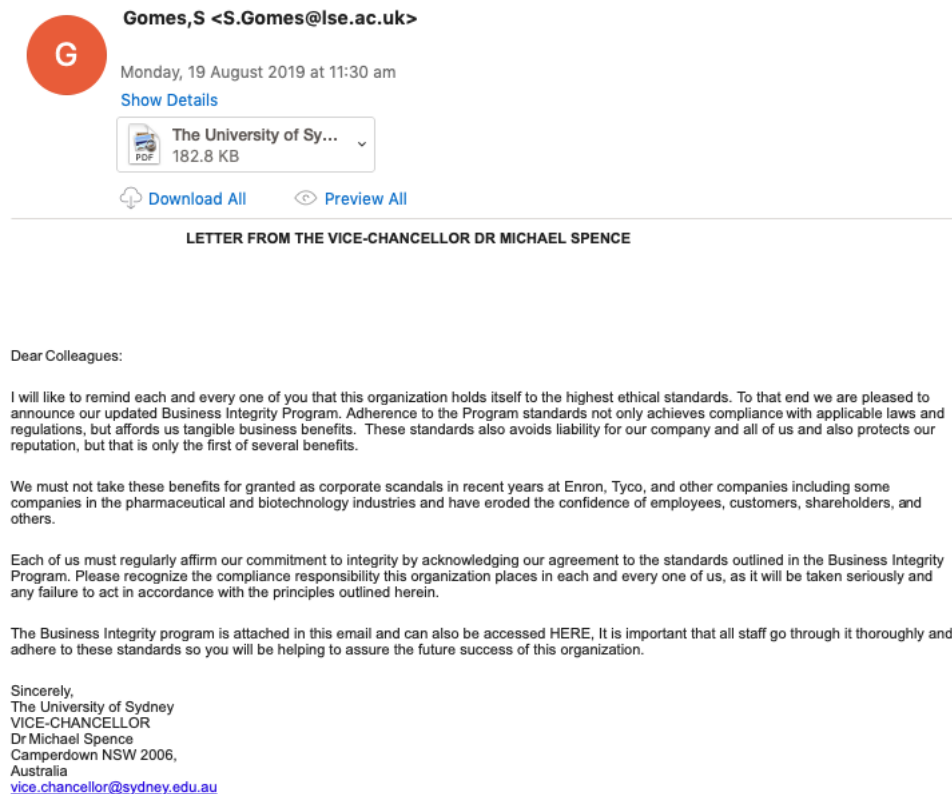 G
Gomes,S <S.Gomes@lse.ac.uk>
Monday, 19 August 2019 at 11:30 am
Show Details
PDF
The University of Sy...
182.8 KB
Download All
Preview All
LETTER FROM THE VICE-CHANCELLOR DR MICHAEL SPENCE
Dear Colleagues:
I will like to remind each and every one of you that this organization holds itself to the highest ethical standards. To that end we are pleased to
announce our updated Business Integrity Program. Adherence to the Program standards not only achieves compliance with applicable laws and
regulations, but affords us tangible business benefits.  These standards also avoids liability for our company and all of us and also protects our
reputation, but that is only the first of several benefits.
We must not take these benefits for granted as corporate scandals in recent years at Enron, Tyco, and other companies including some
companies in the pharmaceutical and biotechnology industries and have eroded the confidence of employees, customers, shareholders, and
others.
Each of us must regularly affirm our commitment to integrity by acknowledging our agreement to the standards outlined in the Business Integrity
Program. Please recognize the compliance responsibility this organization places in each and every one of us, as it will be taken seriously and
any failure to act in accordance with the principles outlined herein.
The Business Integrity program is attached in this email and can also be accessed HERE, It is important that all staff go through it thoroughly and
adhere to these standards so you will be helping to assure the future success of this organization.
Sincerely,
The University of Sydney
VICE-CHANCELLOR
Dr Michael Spence
Camperdown NSW 2006,
Australia
vice.chancellor@sydney.edu.au